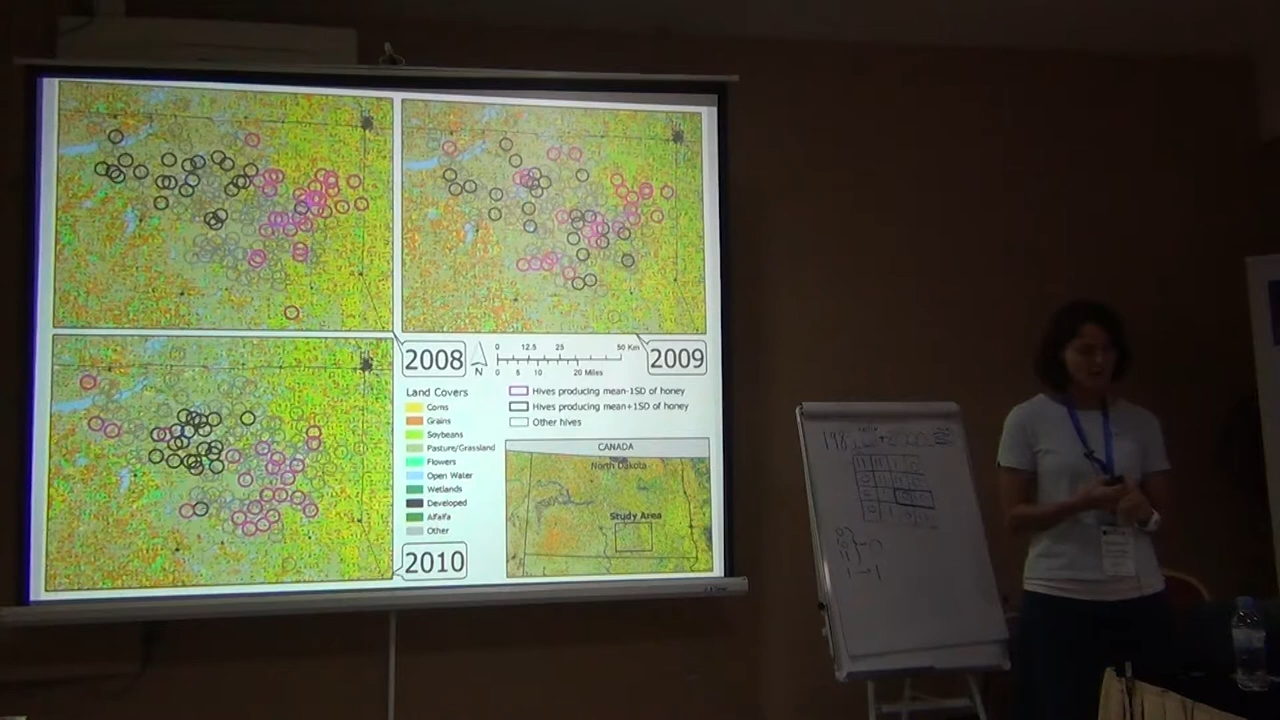 2008
0 12.5 25 50 Km
N
0 5 10 20 Miles
2009
Land Covers
Corns
Grains
Soybeans
Pasture/Grassland
Flowers
Open Water
Wetlands
Developed
Alfalfa
Other
Hives producing mean-1SD of honey
Hives producing mean+1SD of honey
Other hives
CANADA
North Dakota
Study Area
2010
198